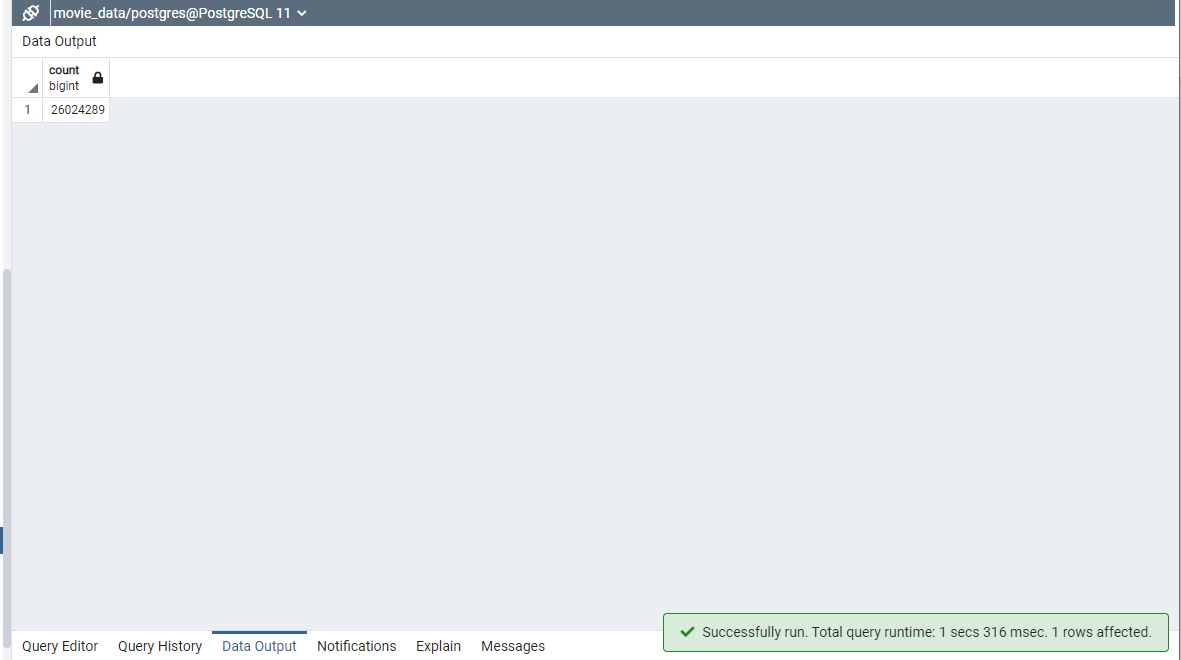 movie_data/postgres@PostgreSQL 11
Data Output
count
bigint
1 26024289
Successfully run. Total query runtime: 1 secs 316 msec. 1 rows affected.
Query Editor Query History Data Output Notifications Explain Messages